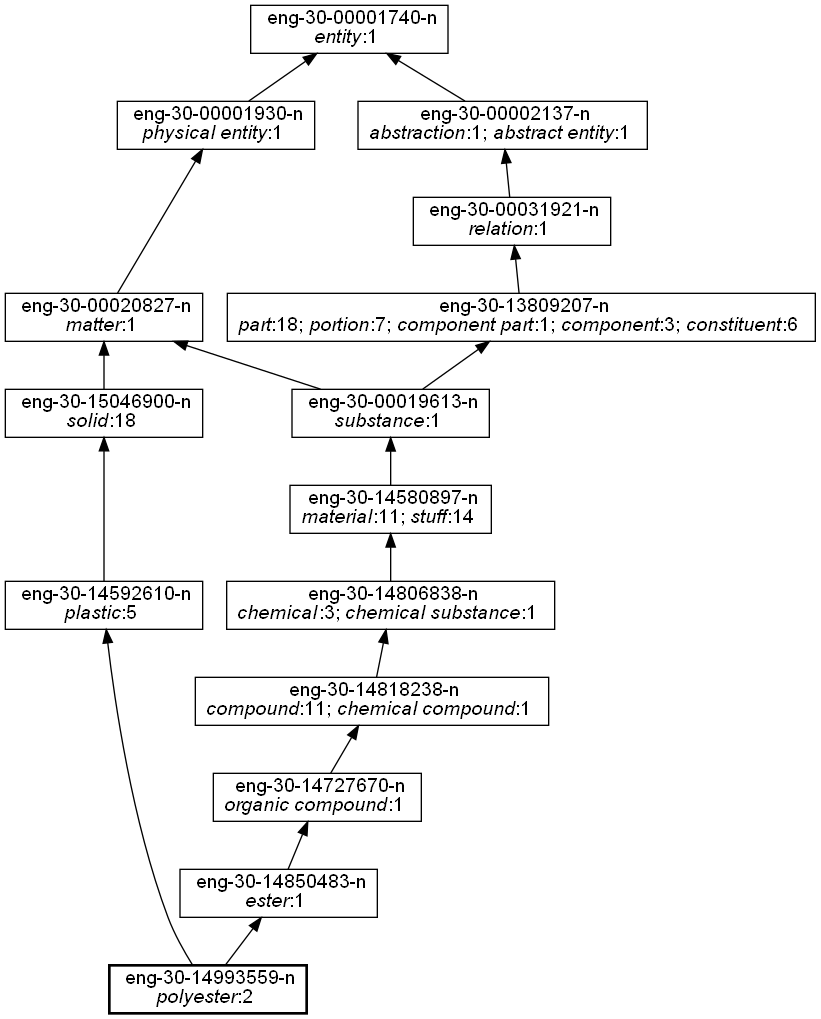 eng-30-00001740-n
entity:1
eng-30-00001930-n
physical entity:1
eng-30-00002137-n
abstraction:1; abstract entity:1
eng-30-00031921-n
relation:1
eng-30-00020827-n
matter:1
eng-30-13809207-n
part:18; portion:7; component part:1; component:3; constituent:6
eng-30-15046900-n
solid:18
eng-30-00019613-n
substance:1
eng-30-14580897-n
material:11; stuff:14
eng-30-14592610-n
plastic:5
eng-30-14806838-n
chemical:3; chemical substance:1
eng-30-14818238-n
compound:11; chemical compound:1
eng-30-14727670-n
organic compound:1
eng-30-14850483-n
ester:1
eng-30-14993559-n
polyester:2